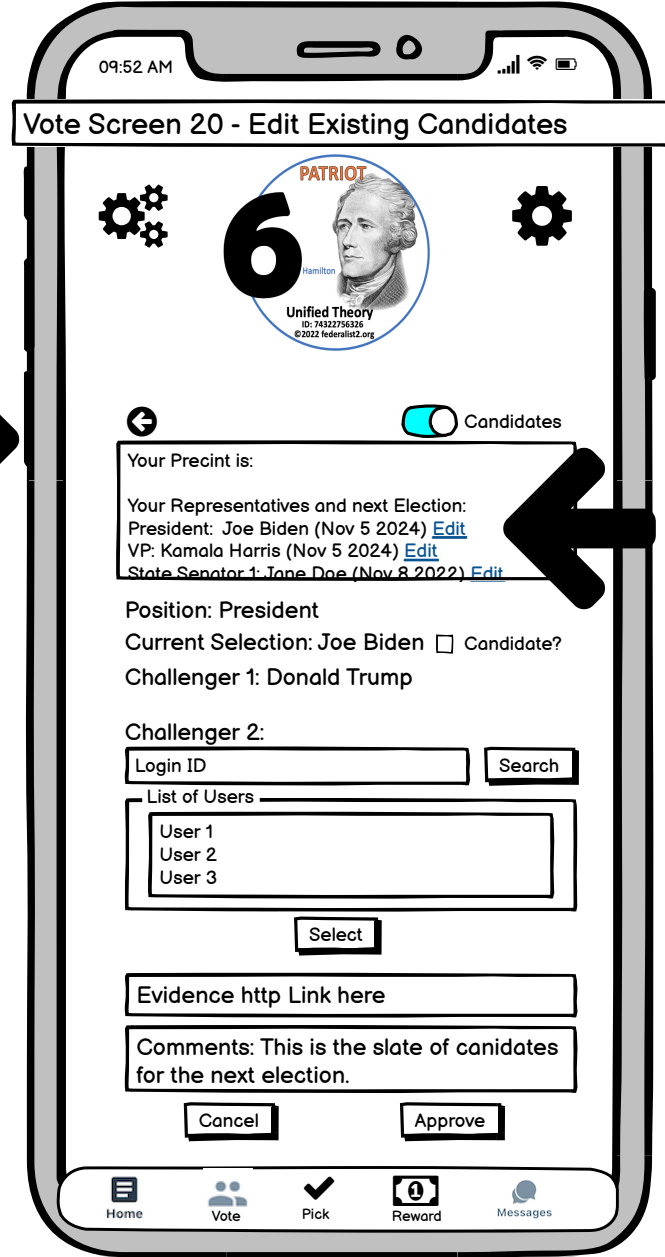 09:52 AM
Vote Screen 20 - Edit Existing Candidates
PATRIOT
6
Hamilton
Unified Theory
ID: 74322756326
©2022 federalist2.org
Candidates
Your Precint is:
Your Representatives and next Election:
President: Joe Biden (Nov 5 2024) Edit
VP: Kamala Harris (Nov 5 2024) Edit
State Senator 1: Jane Doe (Nov 8 2022) Edit
Position: President
Current Selection: Joe Biden Candidate?
Challenger 1: Donald Trump
Challenger 2:
Login ID Search
List of Users
User 1
User 2
User 3
Select
Evidence http Link here
Comments: This is the slate of canidates
for the next election.
Cancel Approve
1
Home Vote Pick Reward Messages